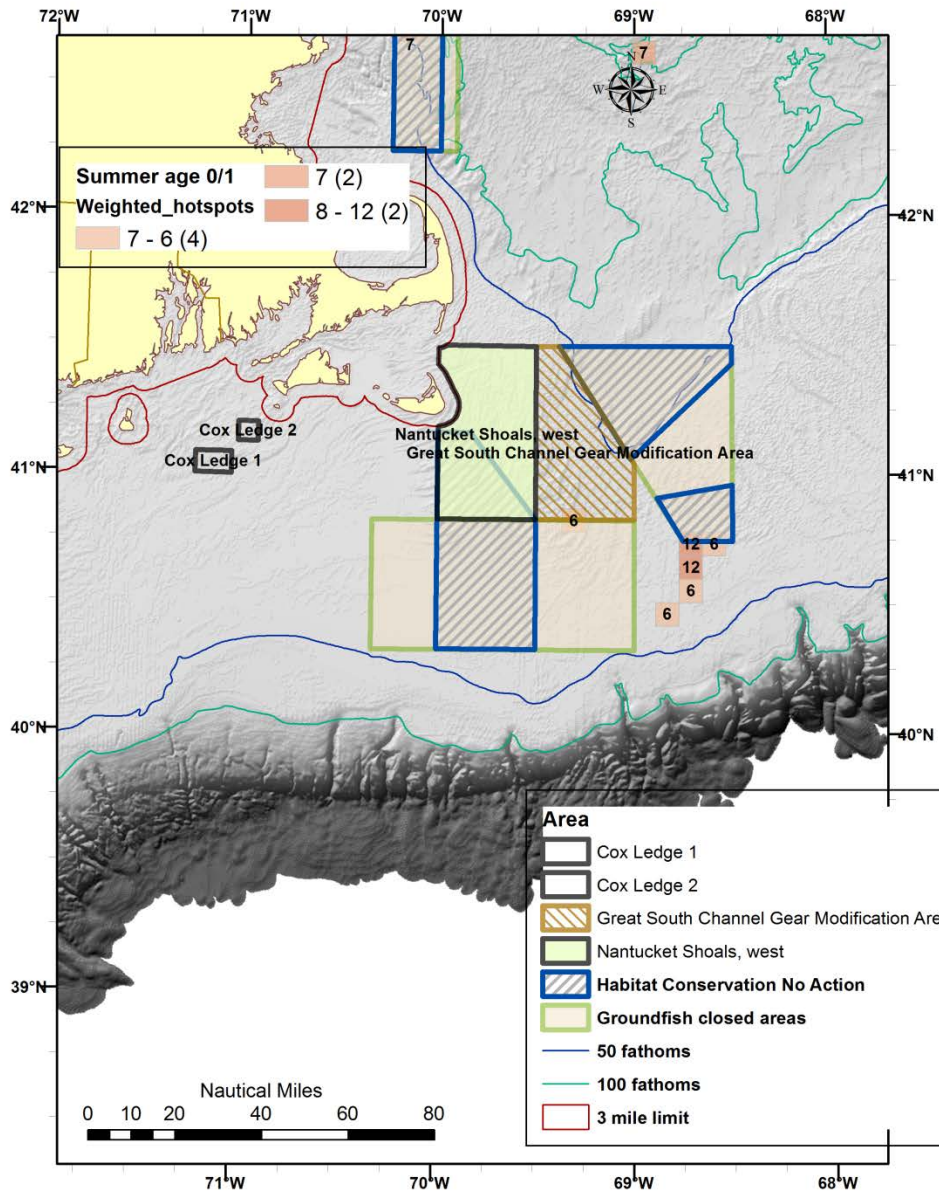 72°W 71°W 70°W 69°W 68°W
7
7
N
W E
S
Summer age 0/1
Weighted_hotspots
7 - 6 (4)
7 (2)
8 - 12 (2)
42°N 42°N
Cox Ledge 2
Cox Ledge 1
Nantucket Shoals, west
Great South Channel Gear Modification Area
41°N 41°N
6
12 6
12
6
6
40°N 40°N
39°N
Area
Cox Ledge 1
Cox Ledge 2
Great South Channel Gear Modification Are
Nantucket Shoals, west
Habitat Conservation No Action
Groundfish closed areas
50 fathoms
100 fathoms
3 mile limit
Nautical Miles
0 10 20 40 60 80
71°W 70°W 69°W 68°W